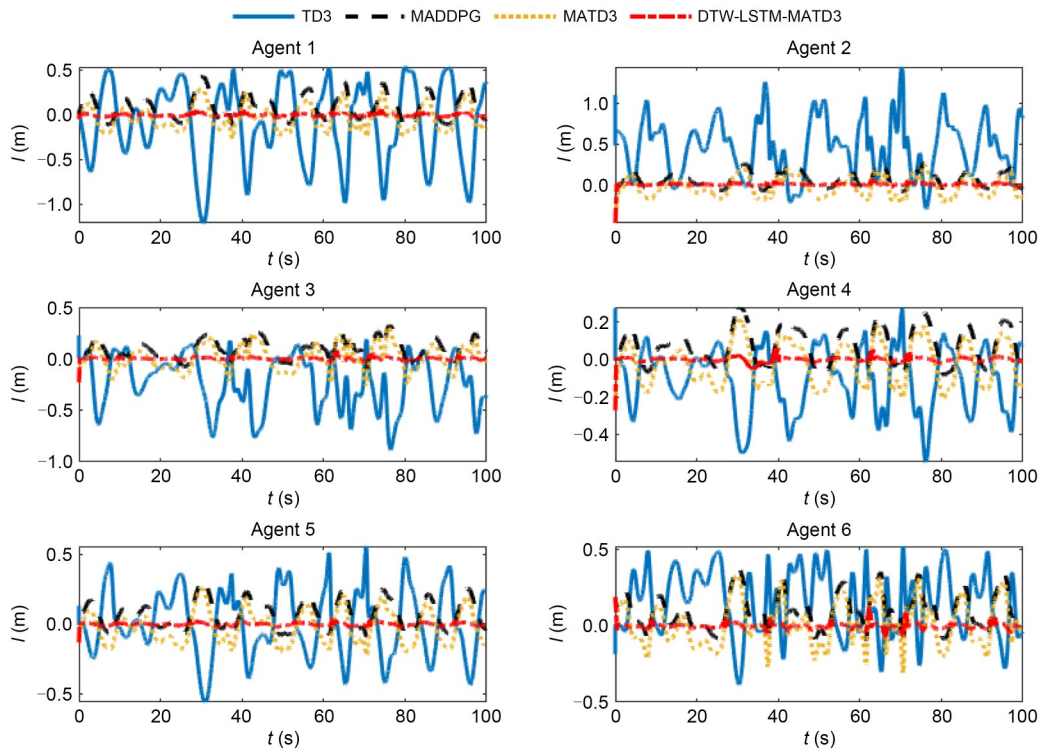 TD3 MADDPG MATD3 DTW-LSTM-MATD3
Agent 1
0.5
0.0
−0.5
−1.0
l (m)
0 20 40 60 80 100
t (s)
Agent 2
1.0
0.5
0.0
l (m)
0 20 40 60 80 100
t (s)
Agent 3
0.5
0.0
−0.5
−1.0
l (m)
0 20 40 60 80 100
t (s)
Agent 4
0.2
0.0
−0.2
−0.4
l (m)
0 20 40 60 80 100
t (s)
Agent 5
0.5
0.0
−0.5
l (m)
0 20 40 60 80 100
t (s)
Agent 6
0.5
0.0
−0.5
l (m)
0 20 40 60 80 100
t (s)